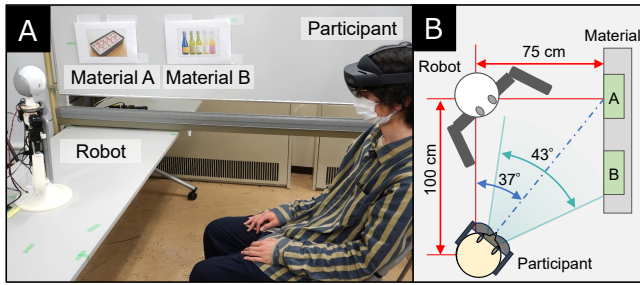 A
Participant
Material A
Material B
Robot
B
Material
75 cm
Robot
A
100 cm
43°
37°
B
Participant